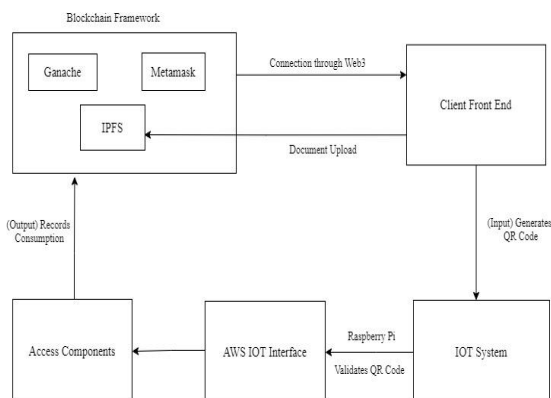 Blockchain Framework
Ganache
Metamask
IPFS
Connection through Web3
Document Upload
Client Front End
(Output) Records
Consumption
(Input) Generates
QR Code
Access Components
AWS IOT Interface
Raspberry Pi
Validates QR Code
IOT System